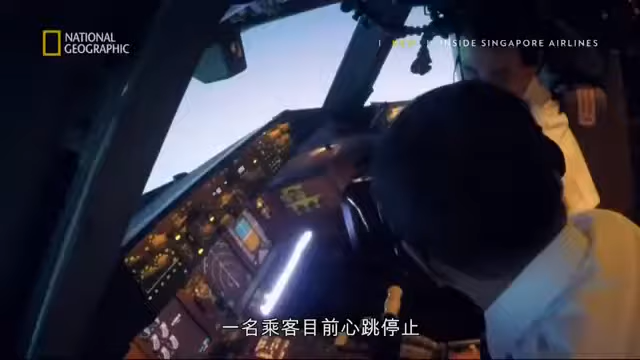 NATIONAL
GEOGRAPHIC
INSIDE SINGAPORE AIRLINES
一名乘客目前心跳停止